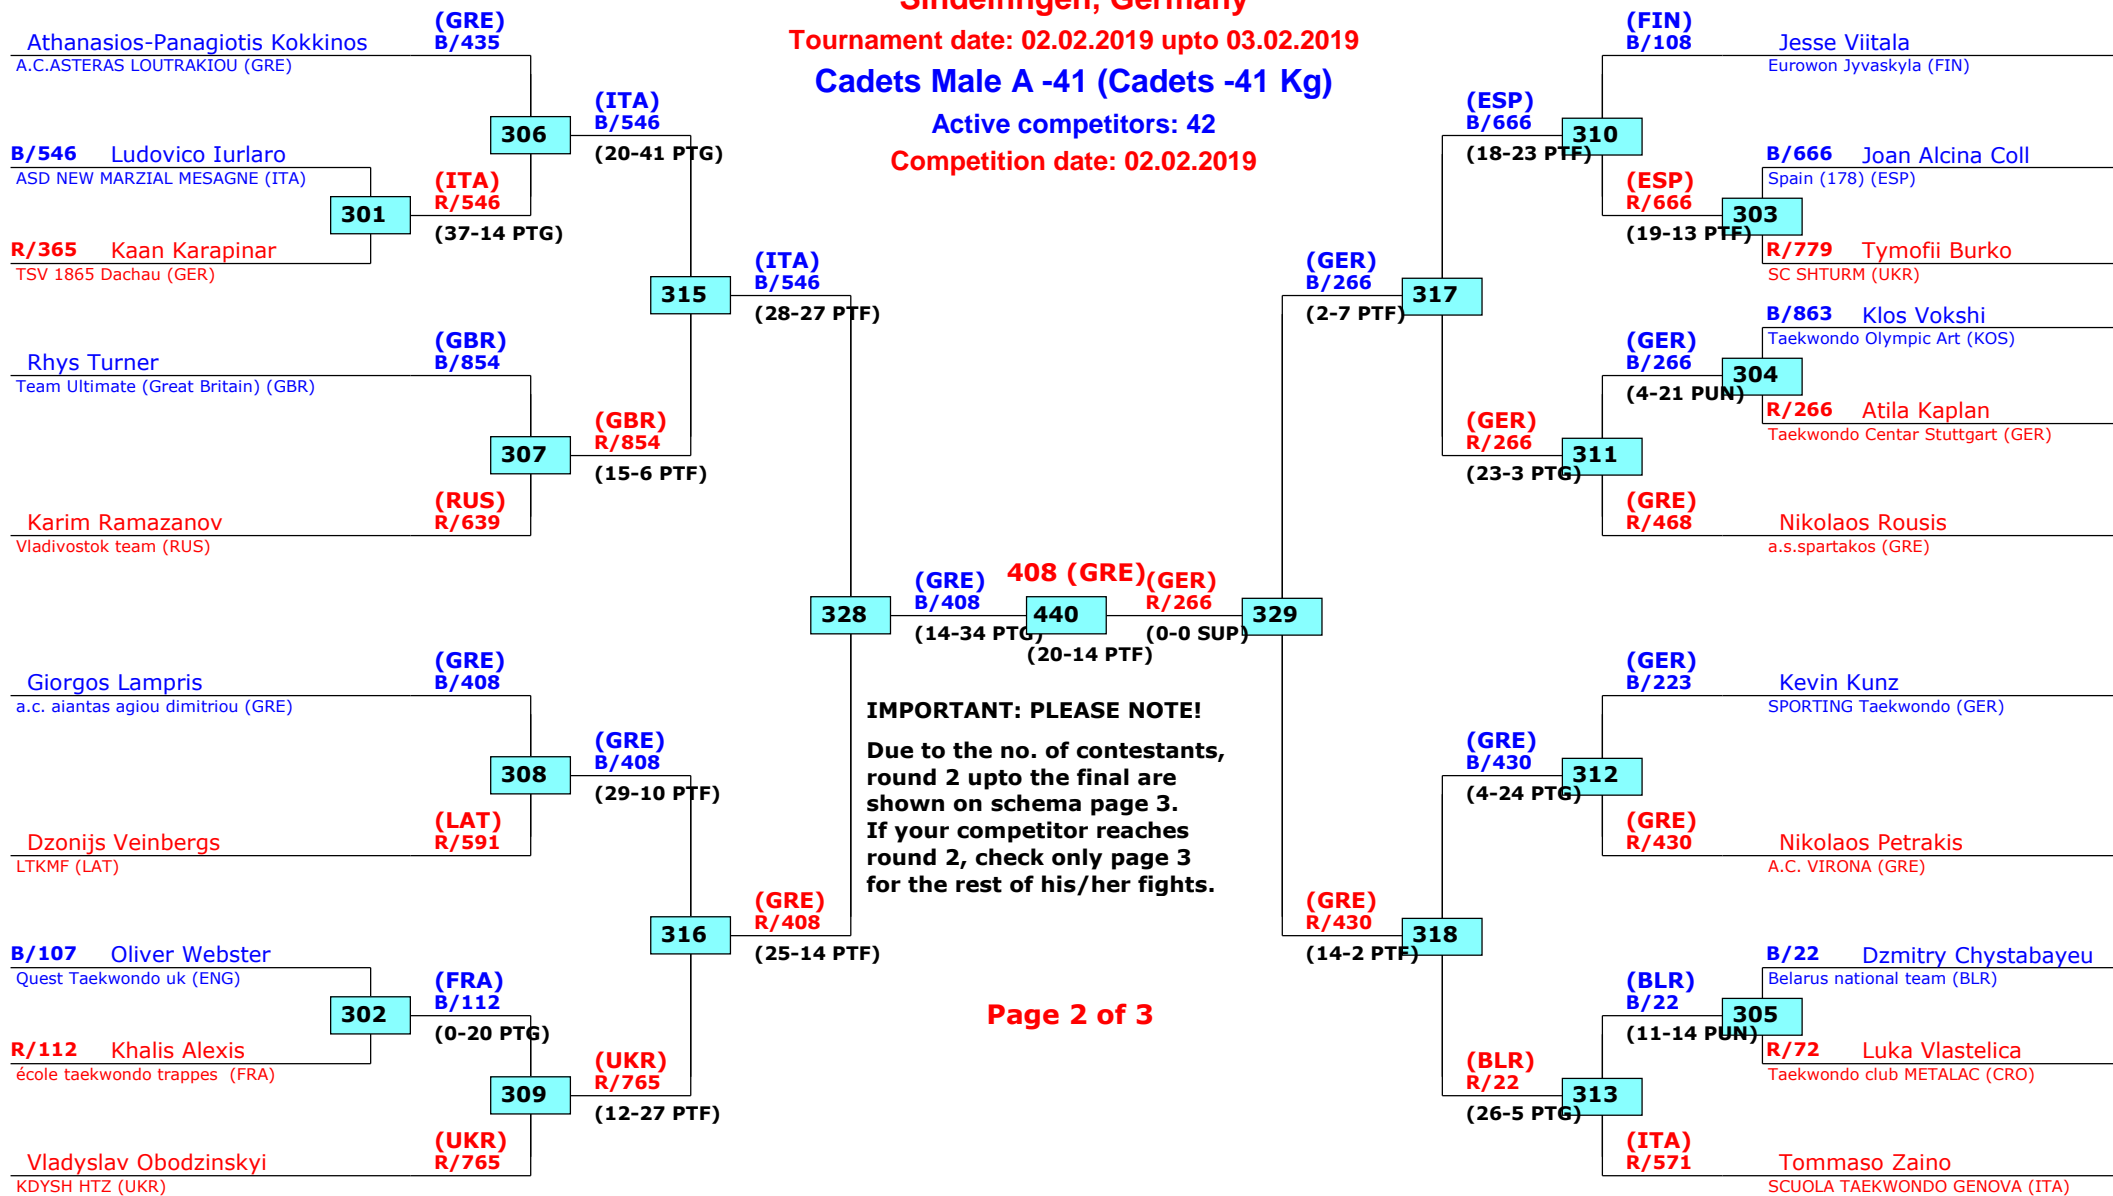 Sindelfingen, Germany
Tournament date: 02.02.2019 upto 03.02.2019
Cadets Male A -41 (Cadets -41 Kg)
Active competitors: 42
Competition date: 02.02.2019
(GRE)
Athanasios-Panagiotis Kokkinos B/435
A.C.ASTERAS LOUTRAKIOU (GRE)
306
(ITA)
B/546
(20-41 PTG)
B/546 Ludovico Iurlaro
ASD NEW MARZIAL MESAGNE (ITA)
301
(ITA)
R/546
(37-14 PTG)
R/365 Kaan Karapinar
TSV 1865 Dachau (GER)
315
(ITA)
B/546
(28-27 PTF)
(GBR)
Rhys Turner B/854
Team Ultimate (Great Britain) (GBR)
307
(GBR)
R/854
(15-6 PTF)
(RUS)
Karim Ramazanov R/639
Vladivostok team (RUS)
328
(GRE)
B/408
(14-34 PTG)
408 (GRE)
440
(20-14 PTF)
(GER)
R/266
(0-0 SUP)
329
(GRE)
Giorgos Lampris B/408
a.c. aiantas agiou dimitriou (GRE)
308
(GRE)
B/408
(29-10 PTF)
(LAT)
Dzonijs Veinbergs R/591
LTKMF (LAT)
316
(GRE)
R/408
(25-14 PTF)
B/107 Oliver Webster
Quest Taekwondo uk (ENG)
302
(FRA)
B/112
(0-20 PTG)
R/112 Khalis Alexis
école taekwondo trappes (FRA)
309
(UKR)
R/765
(12-27 PTF)
(UKR)
Vladyslav Obodzinskyi R/765
KDYSH HTZ (UKR)
IMPORTANT: PLEASE NOTE!
Due to the no. of contestants,
round 2 upto the final are
shown on schema page 3.
If your competitor reaches
round 2, check only page 3
for the rest of his/her fights.
Page 2 of 3
(FIN)
B/108 Jesse Viitala
Eurowon Jyvaskyla (FIN)
(ESP)
B/666
(18-23 PTF)
310
B/666 Joan Alcina Coll
Spain (178) (ESP)
(ESP)
R/666
(19-13 PTF)
303
R/779 Tymofii Burko
SC SHTURM (UKR)
(GER)
B/266
(2-7 PTF)
317
B/863 Klos Vokshi
Taekwondo Olympic Art (KOS)
(GER)
B/266
(4-21 PUN)
304
R/266 Atila Kaplan
Taekwondo Centar Stuttgart (GER)
(GER)
R/266
(23-3 PTG)
311
(GRE)
R/468 Nikolaos Rousis
a.s.spartakos (GRE)
(GER)
B/223 Kevin Kunz
SPORTING Taekwondo (GER)
(GRE)
B/430
(4-24 PTG)
312
(GRE)
R/430 Nikolaos Petrakis
A.C. VIRONA (GRE)
(GRE)
R/430
(14-2 PTF)
318
B/22 Dzmitry Chystabayeu
Belarus national team (BLR)
(BLR)
B/22
(11-14 PUN)
305
R/72 Luka Vlastelica
Taekwondo club METALAC (CRO)
(BLR)
R/22
(26-5 PTG)
313
(ITA)
R/571 Tommaso Zaino
SCUOLA TAEKWONDO GENOVA (ITA)